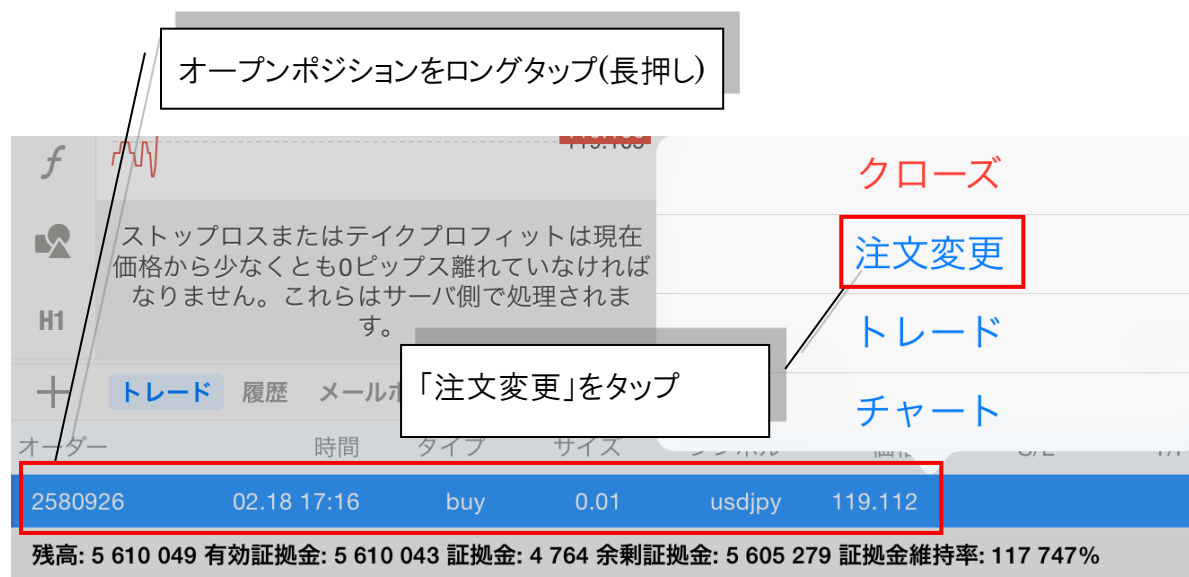 オープンポジションをロングタップ(長押し)
クローズ
ストップロスまたはテイクプロフィットは現在
価格から少なくとも0ピップス離れていなければ
なりません。これらはサーバ側で処理されま
す。
注文変更
H1
トレード
「注文変更」をタップ
トレード 履歴 メール
チャート
オーダー 時間 タイプ サイズ
2580926 02.18 17:16 buy 0.01 usdjpy 119.112
残高: 5 610 049 有効証拠金: 5 610 043 証拠金: 4 764 余剰証拠金: 5 605 279 証拠金維持率: 117 747%